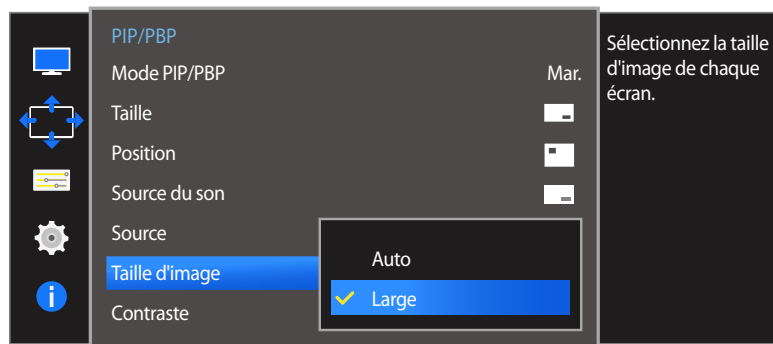 PIP/PBP
Mode PIP/PBP Mar.
Taille
Position
Source du son
Source
Taille d'image
Contraste
Auto
Large
Sélectionnez la taille
d'image de chaque
écran.